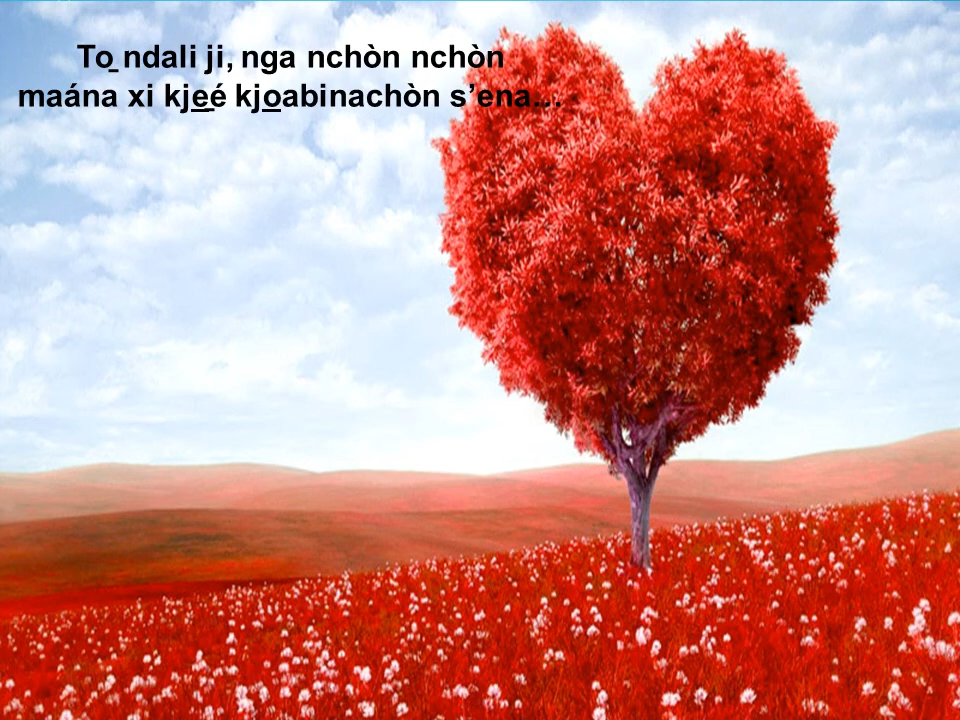 To̱ ndali ji, nga nchòn nchòn
maána xi kje̱é kjo̱abinachòn s’ena…